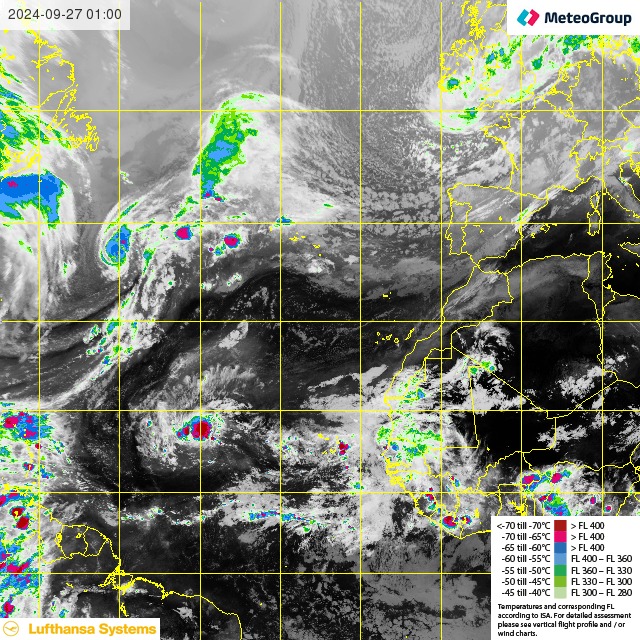 2024-09-27 01:00
MeteoGroup
<-70 till -70°C > FL 400
-70 till -65°C > FL 400
-65 till -60°C > FL 400
-60 till -55°C FL 400 – FL 360
-55 till -50°C FL 360 – FL 330
-50 till -45°C FL 330 – FL 300
-45 till -40°C FL 300 – FL 280
Temperatures and corresponding FL
according to ISA. For detailed assessment
please see vertical flight profile and / or
wind charts.
Lufthansa Systems